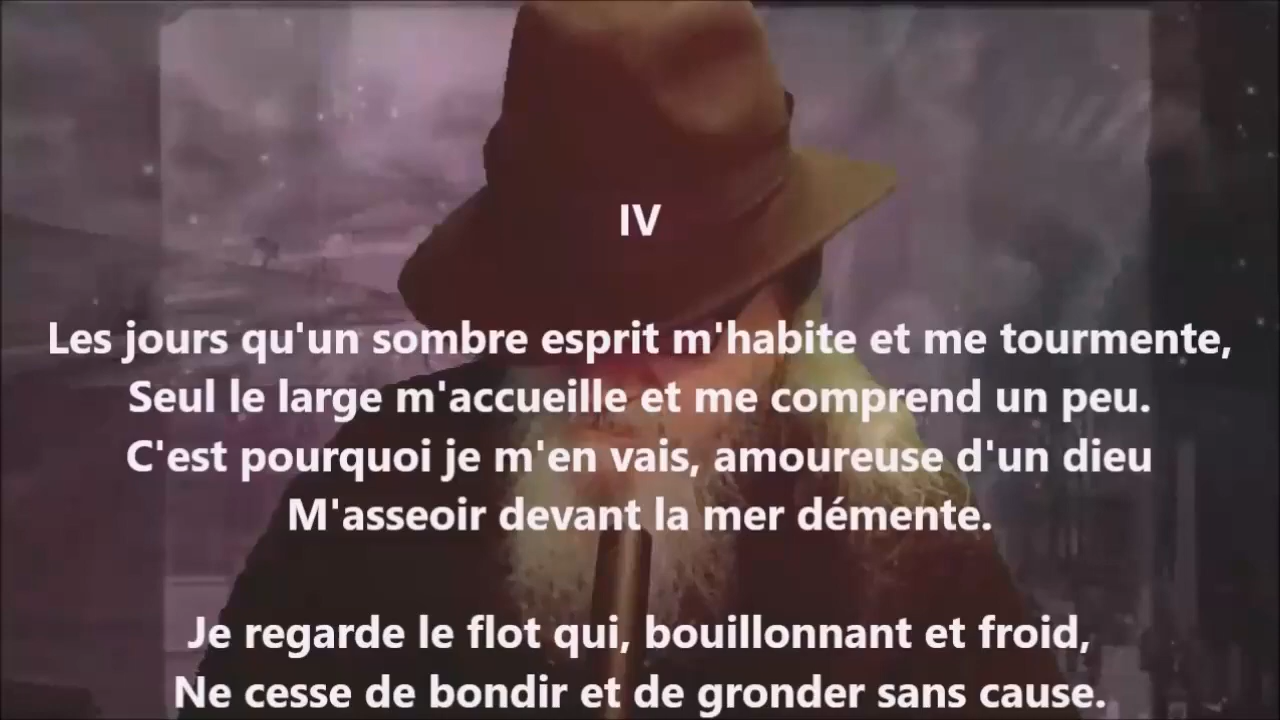 IV
Les jours qu'un sombre esprit m'habite et me tourmente,
Seul le large m'accueille et me comprend un peu.
C'est pourquoi je m'en vais, amoureuse d'un dieu
M'asseoir devant la mer démente.
Je regarde le flot qui, bouillonnant et froid,
Ne cesse de bondir et de gronder sans cause.